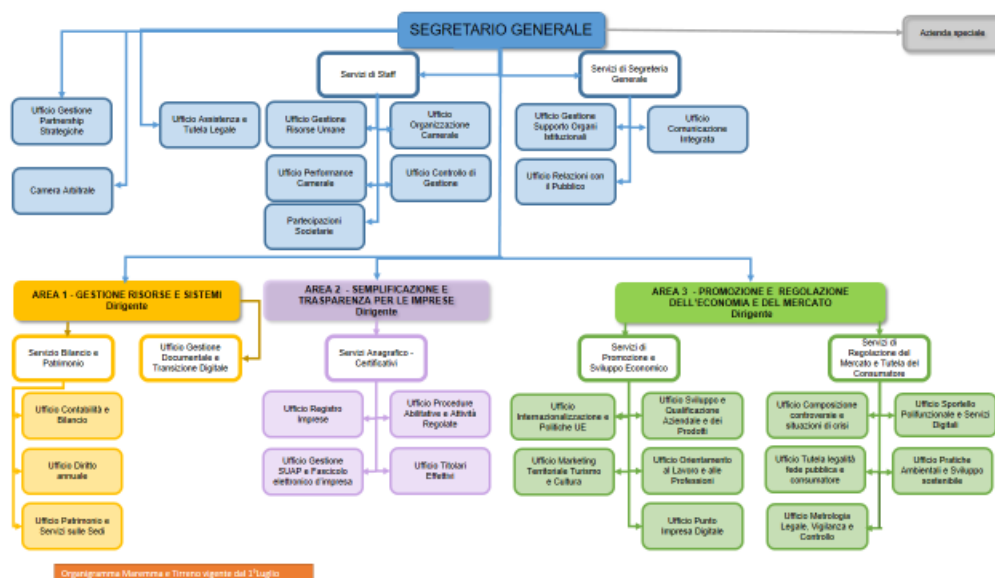 SEGRETARIO GENERALE
Azienda speciale
Servizi di Staff
Servizi di Segreteria
Generale
Ufficio Gestione
Partnership
Strategiche
Ufficio Assistenza e
Tutela Legale
Ufficio Gestione
Risorse Umane
Ufficio
Organizzazione
Camerale
Ufficio Gestione
Supporto Organi
Istituzionali
Ufficio
Comunicazione
Integrata
Camera Arbitrale
Ufficio Performance
Camerale
Ufficio Controllo di
Gestione
Ufficio Relazioni con
il Pubblico
Partecipazioni
Societarie
AREA 1 - GESTIONE RISORSE E SISTEMI
Dirigente
AREA 2 - SEMPLIFICAZIONE E
TRASPARENZA PER LE IMPRESE
Dirigente
AREA 3 - PROMOZIONE E REGOLAZIONE
DELL'ECONOMIA E DEL MERCATO
Dirigente
Servizio Bilancio e
Patrimonio
Ufficio Gestione
Documentale e
Transizione Digitale
Servizi Anagrafico -
Certificativi
Servizi di
Promozione e
Sviluppo Economico
Servizi di
Regolazione del
Mercato e Tutela del
Consumatore
Ufficio Contabilità e
Bilancio
Ufficio Registro
Imprese
Ufficio Procedure
Abilitative e Attività
Regolate
Ufficio
Internazionalizzazione e
Politiche UE
Ufficio Sviluppo e
Qualificazione
Aziendale e dei
Prodotti
Ufficio Composizione
controversie e
situazioni di crisi
Ufficio Sportello
Polifunzionale e Servizi
Digitali
Ufficio Diritto
annuale
Ufficio Gestione
SUAP e Fascicolo
elettronico d'impresa
Ufficio Titolari
Effettivi
Ufficio Marketing
Territoriale Turismo
e Cultura
Ufficio Orientamento
al Lavoro e alle
Professioni
Ufficio Tutela legalità
fede pubblica e
consumatore
Ufficio Pratiche
Ambientali e Sviluppo
sostenibile
Ufficio Patrimonio e
Servizi sulle Sedi
Ufficio Punto
Impresa Digitale
Ufficio Metrologia
Legale, Vigilanza e
Controllo
Organigramma Maremma e Tirreno vigente dal 1°Luglio